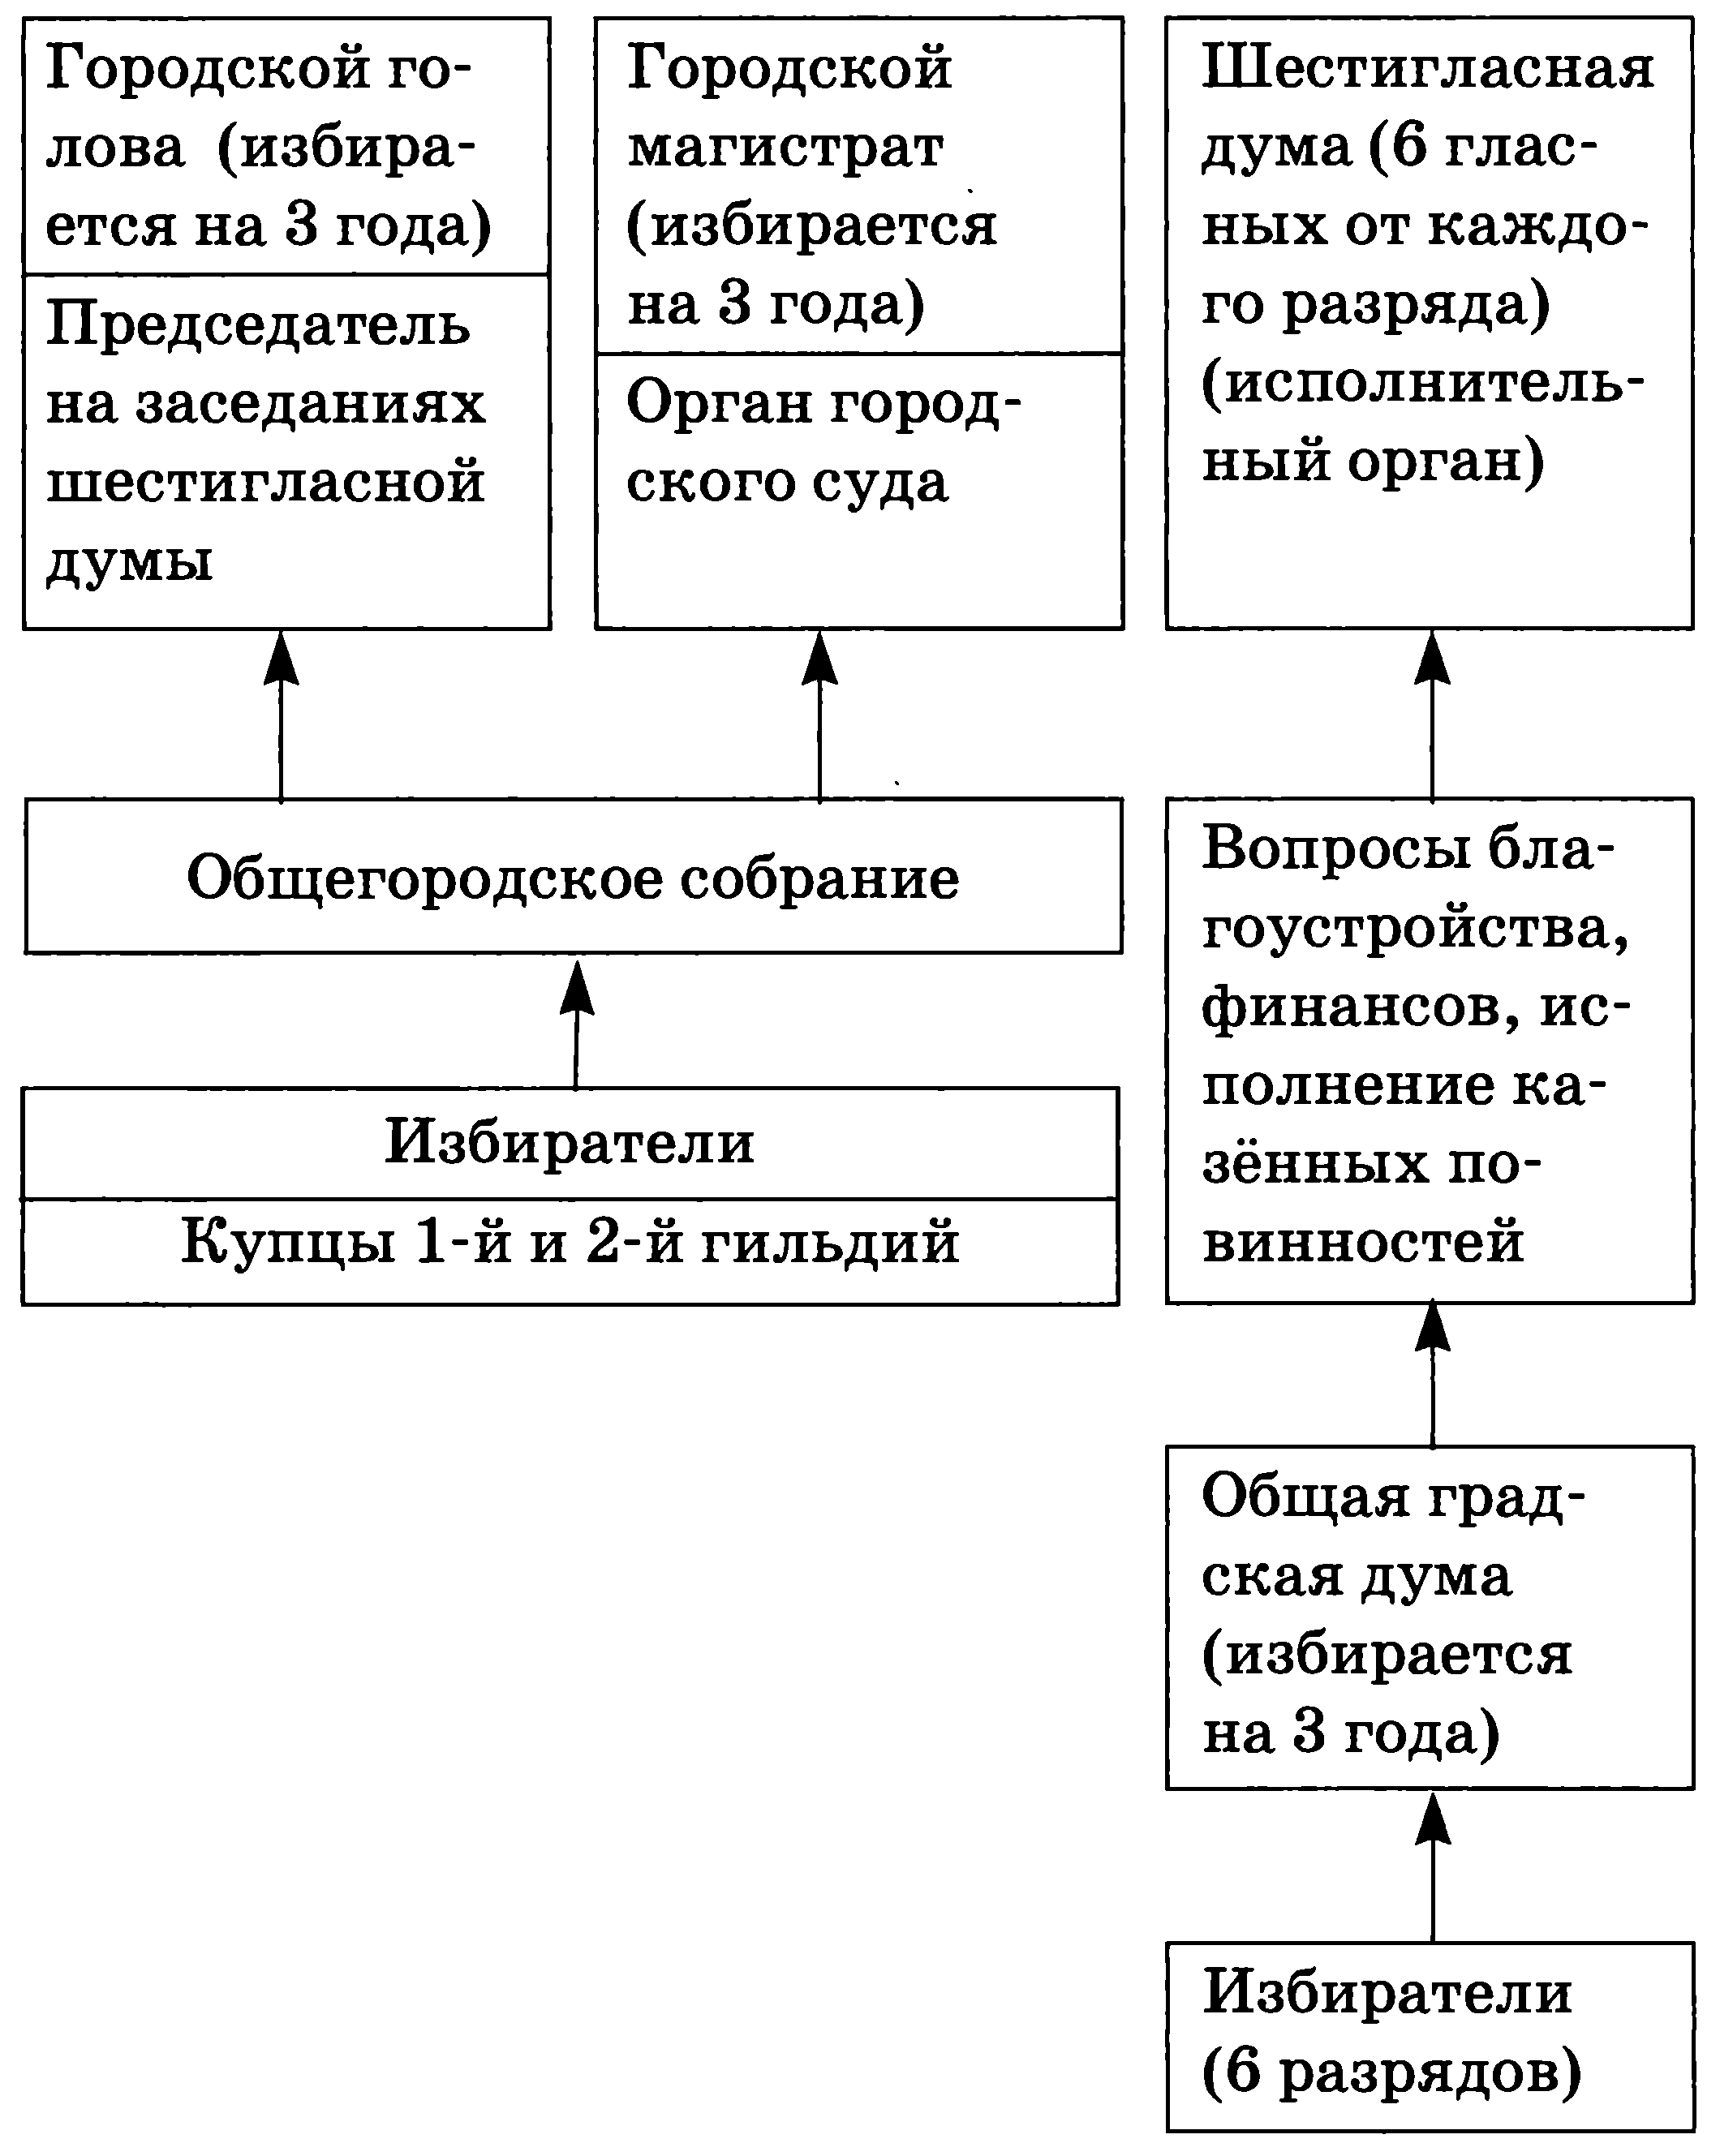 Городской го-
лова (избира-
ется на 3 года)
Председатель
на заседаниях
шестигласной
думы
Городской
магистрат
(избирается
на 3 года)
Орган город-
ского суда
Шестигласная
дума (6 глас-
ных от каждо-
го разряда)
(исполнитель-
ный орган)
Общегородское собрание
Избиратели
Купцы 1-й и 2-й гильдий
Вопросы бла-
гоустройства,
финансов, ис-
полнение ка-
зённых по-
винностей
Общая град-
ская дума
(избирается
на 3 года)
Избиратели
(6 разрядов)